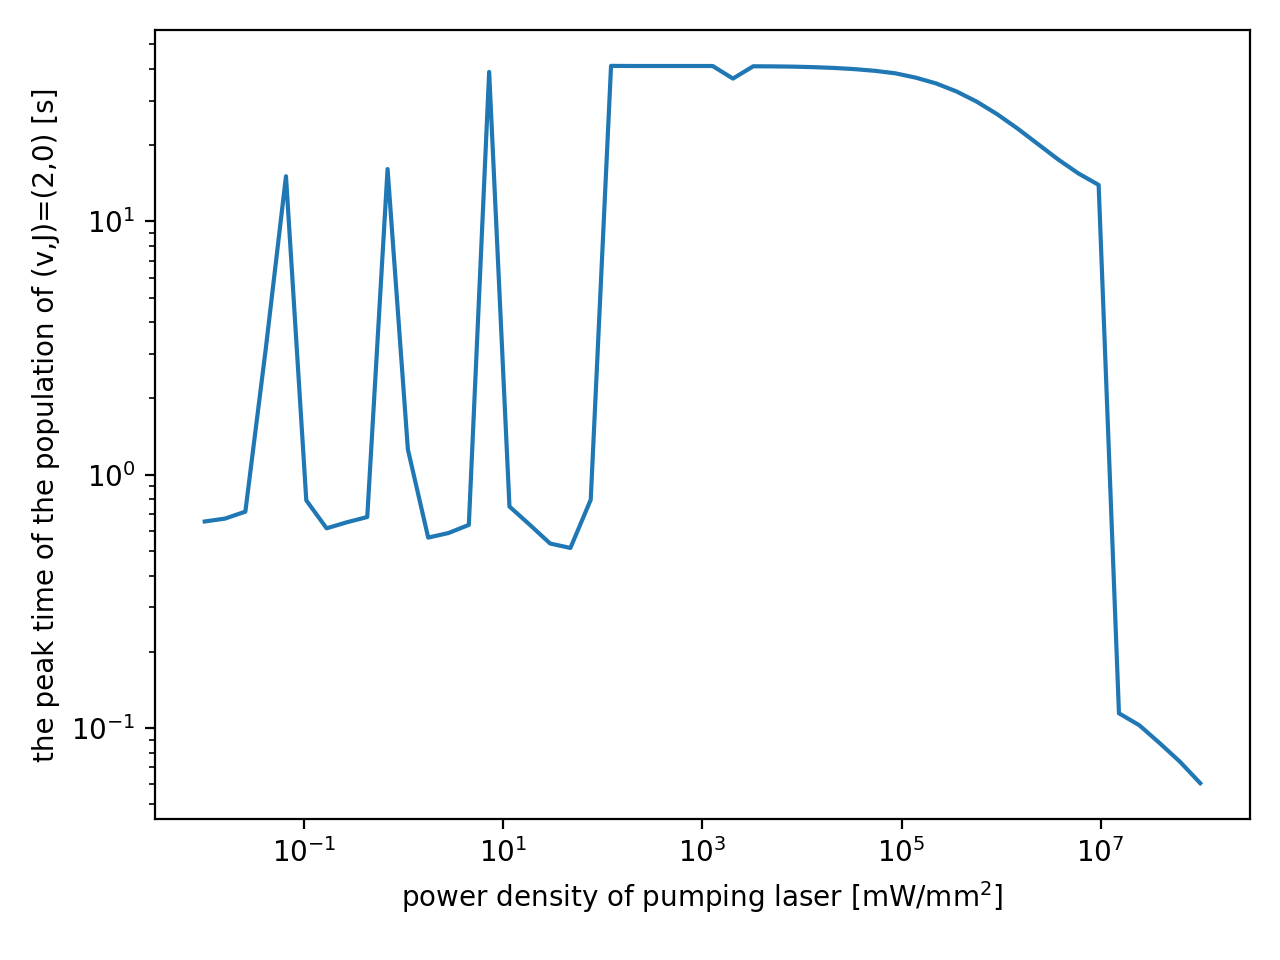 the peak time of the population of (v,J)=(2,0) [s]
10¹
10⁰
10⁻¹
10⁻¹ 10¹ 10³ 10⁵ 10⁷
power density of pumping laser [mW/mm²]